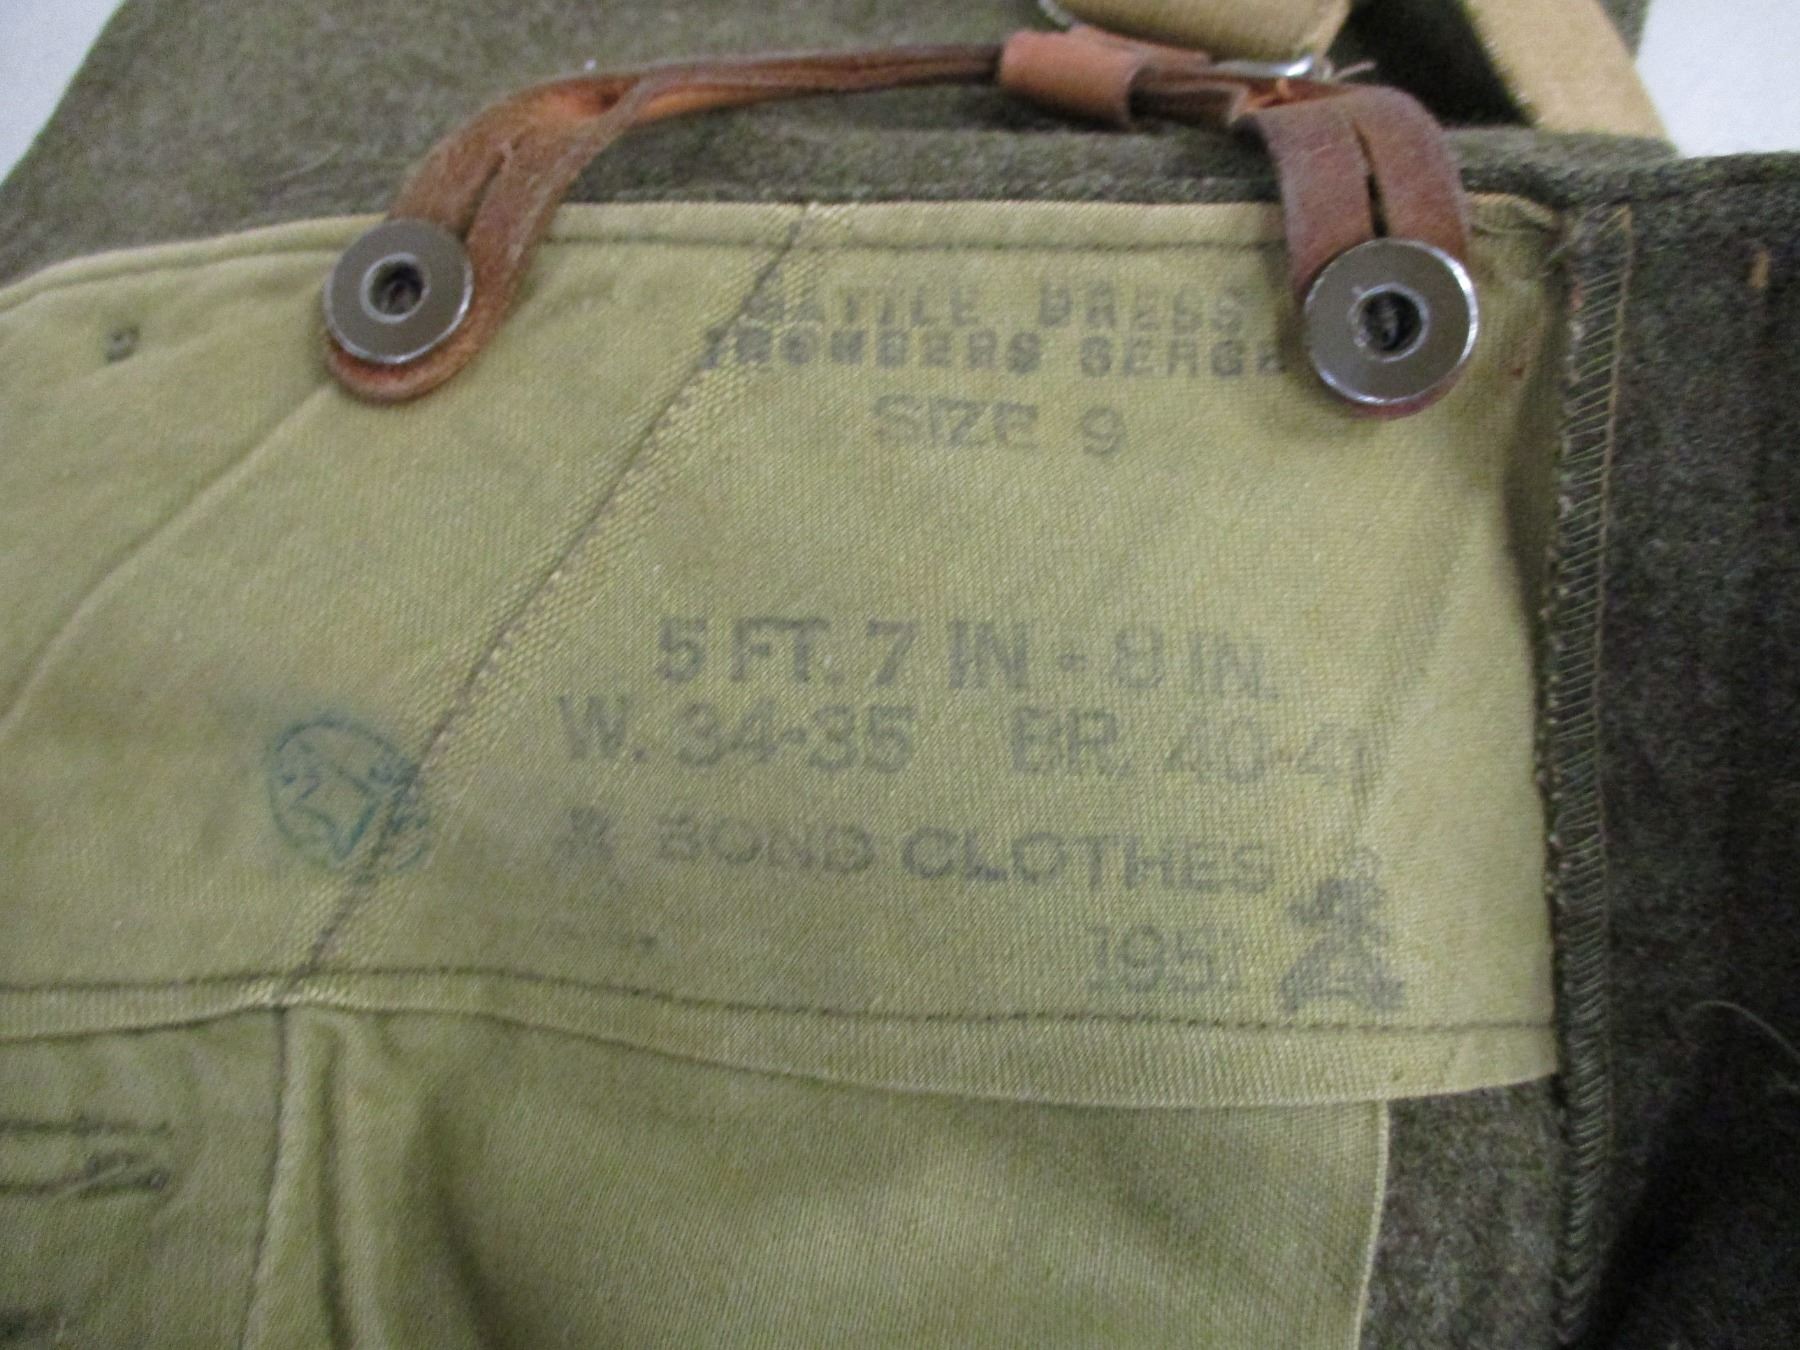 BATTLE DRESS
TROUSERS SERGE
SIZE 9
5 FT. 7 IN - 8 IN.
W. 34-35 BR. 40-41
BOND CLOTHES
1951